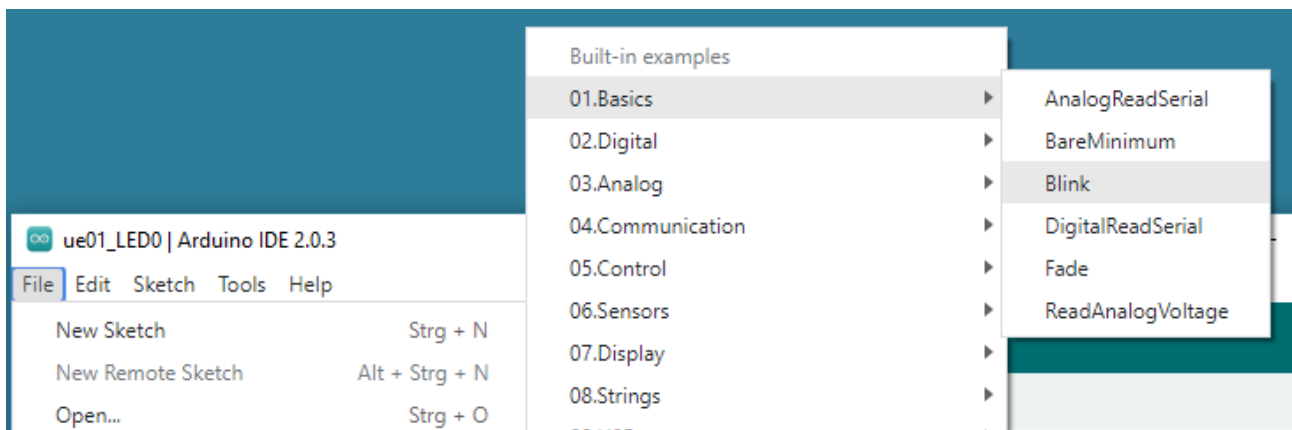 ue01_LED0 | Arduino IDE 2.0.3
File Edit Sketch Tools Help
New Sketch Strg + N
New Remote Sketch Alt + Strg + N
Open... Strg + O
Built-in examples
01.Basics
02.Digital
03.Analog
04.Communication
05.Control
06.Sensors
07.Display
08.Strings
AnalogReadSerial
BareMinimum
Blink
DigitalReadSerial
Fade
ReadAnalogVoltage